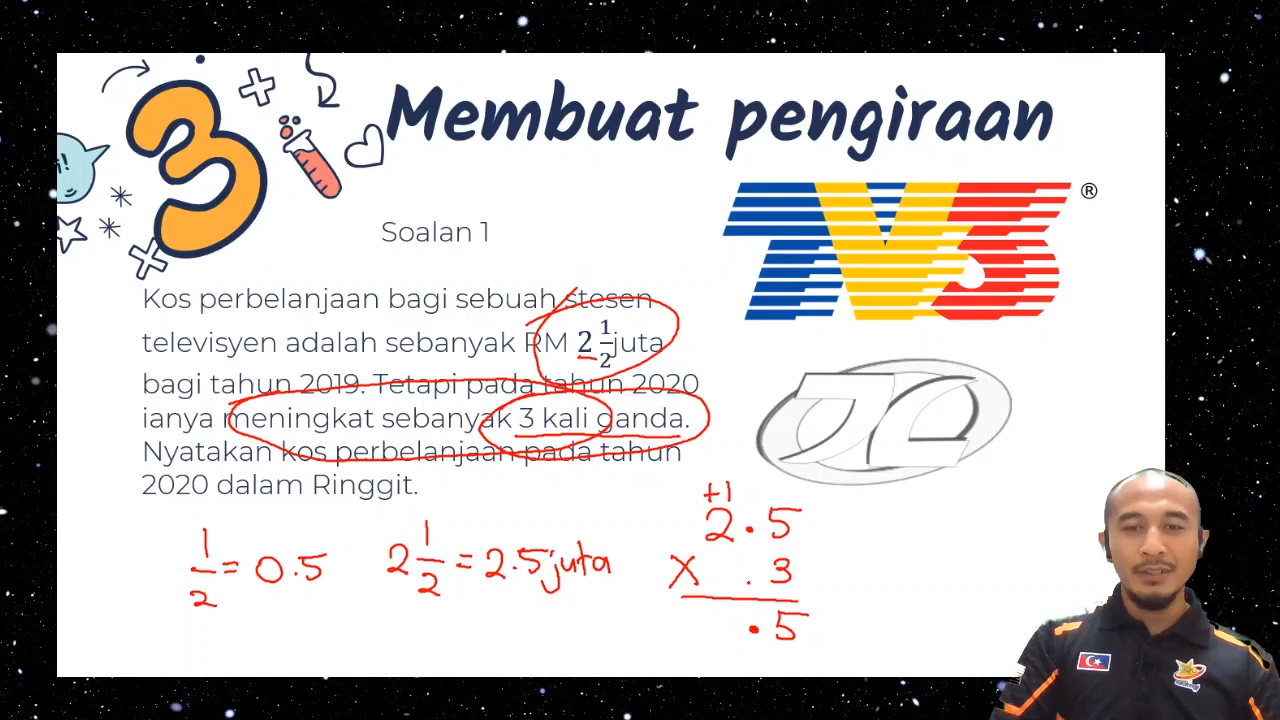 3
Membuat pengiraan
TV3
®
Soalan 1
Kos perbelanjaan bagi sebuah stesen
televisyen adalah sebanyak RM 2 1/2 juta
bagi tahun 2019. Tetapi pada tahun 2020
ianya meningkat sebanyak 3 kali ganda.
Nyatakan kos perbelanjaan pada tahun
2020 dalam Ringgit.
1/2 = 0.5
2 1/2 = 2.5 juta
+1
2.5
X .3
.5